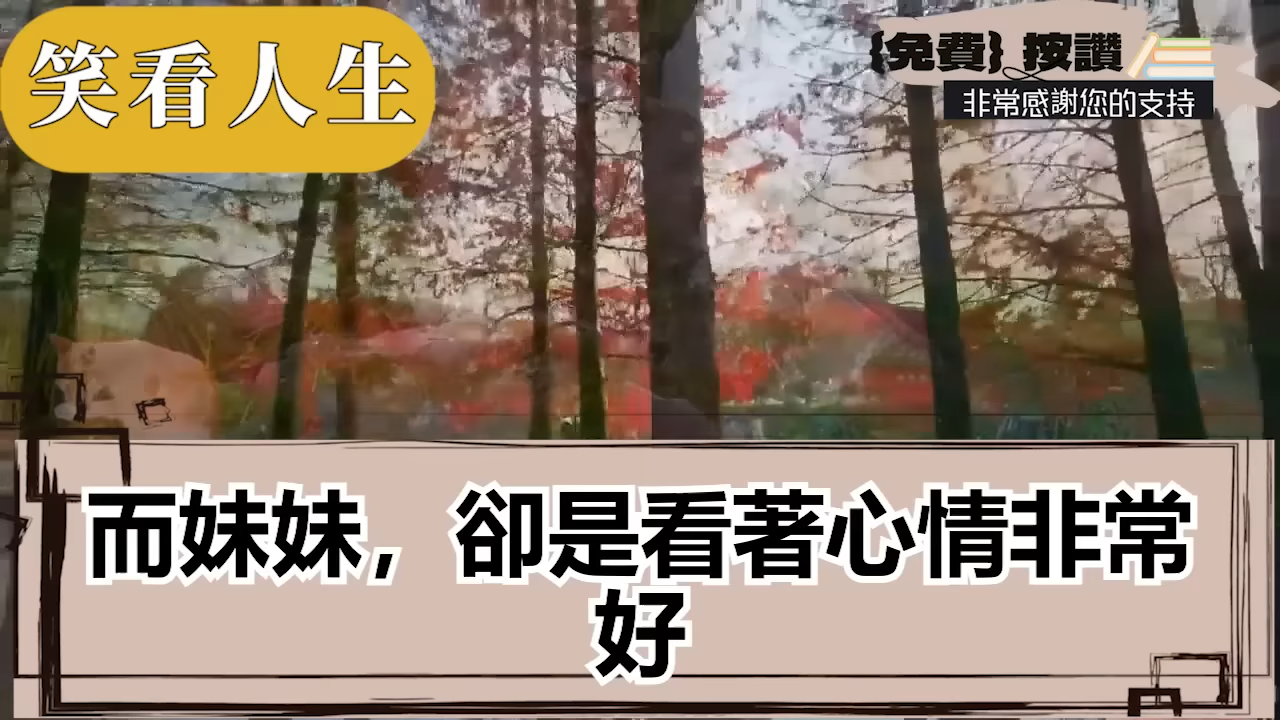 笑看人生
{免費} 按讚
非常感謝您的支持
而妹妹，卻是看著心情非常
好